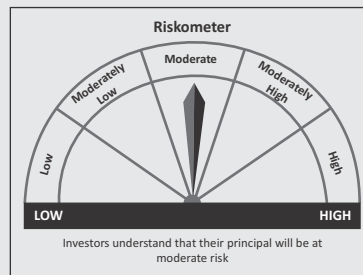 Riskometer
Low
Moderately
Low
Moderate
Moderately
High
High
LOW
HIGH
Investors understand that their principal will be at
moderate risk